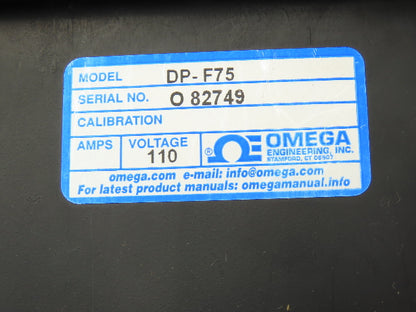 MODEL DP-F75
SERIAL NO. O 82749
CALIBRATION
AMPS VOLTAGE 110
® ΩE OMEGA
ENGINEERING, INC.
STAMFORD, CT 06907
omega.com e-mail: info@omega.com
For latest product manuals: omegamanual.info